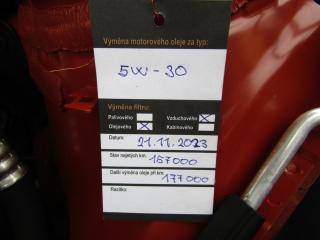 Výměna motorového oleje za typ:
5W-30
Výměna filtru:
Palivového Vzduchového
Olejového Kabinového
Datum: 21.11.2023
Stav najetých km: 167000
Další výměna oleje při km: 177000
Razítko: